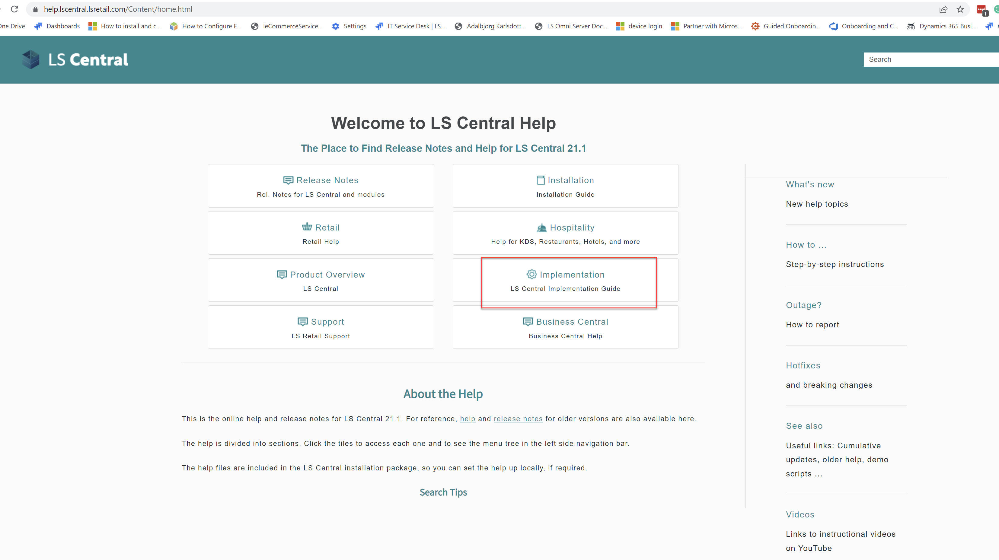 help.lscentral.lsretail.com/Content/home.html
1
One Drive
Dashboards
How to install and c...
How to Configure E...
IeCommerceService...
Settings
IT Service Desk | LS...
Adalbjorg Karlsdott...
LS Omni Server Doc...
device login
Partner with Micros...
Guided Onboardin...
Onboarding and C...
Dynamics 365 Busi...
LS Central
Search
Welcome to LS Central Help
The Place to Find Release Notes and Help for LS Central 21.1
Release Notes
Rel. Notes for LS Central and modules
Installation
Installation Guide
Retail
Retail Help
Hospitality
Help for KDS, Restaurants, Hotels, and more
Product Overview
LS Central
Implementation
LS Central Implementation Guide
Support
LS Retail Support
Business Central
Business Central Help
About the Help
This is the online help and release notes for LS Central 21.1. For reference, help and release notes for older versions are also available here.
The help is divided into sections. Click the tiles to access each one and to see the menu tree in the left side navigation bar.
The help files are included in the LS Central installation package, so you can set the help up locally, if required.
Search Tips
What's new
New help topics
How to ...
Step-by-step instructions
Outage?
How to report
Hotfixes
and breaking changes
See also
Useful links: Cumulative
updates, older help, demo
scripts ...
Videos
Links to instructional videos
on YouTube